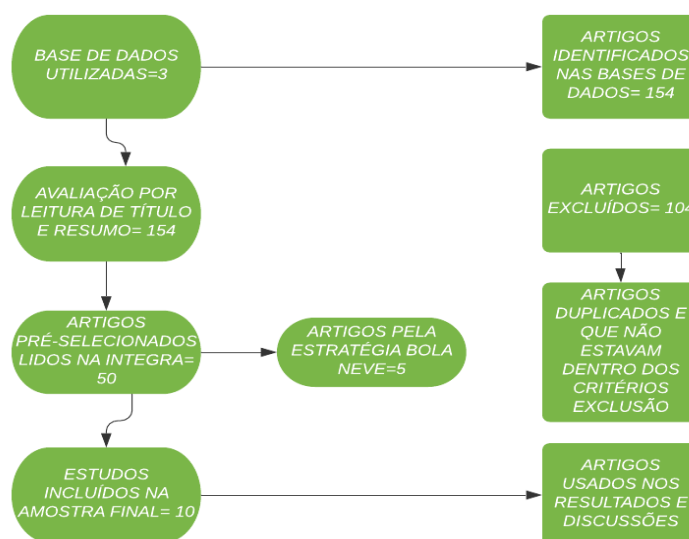 BASE DE DADOS
UTILIZADAS=3
ARTIGOS
IDENTIFICADOS
NAS BASES DE
DADOS= 154
AVALIAÇÃO POR
LEITURA DE TÍTULO
E RESUMO= 154
ARTIGOS
EXCLUÍDOS= 104
ARTIGOS
PRÉ-SELECIONADOS
LIDOS NA INTEGRA=
50
ARTIGOS PELA
ESTRATÉGIA BOLA
NEVE=5
ARTIGOS
DUPLICADOS E
QUE NÃO
ESTAVAM
DENTRO DOS
CRITÉRIOS
EXCLUSÃO
ESTUDOS
INCLUÍDOS NA
AMOSTRA FINAL= 10
ARTIGOS
USADOS NOS
RESULTADOS E
DISCUSSÕES